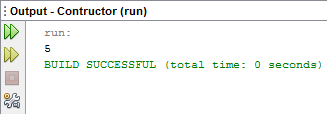 Output - Contructor (run)
run:
5
BUILD SUCCESSFUL (total time: 0 seconds)